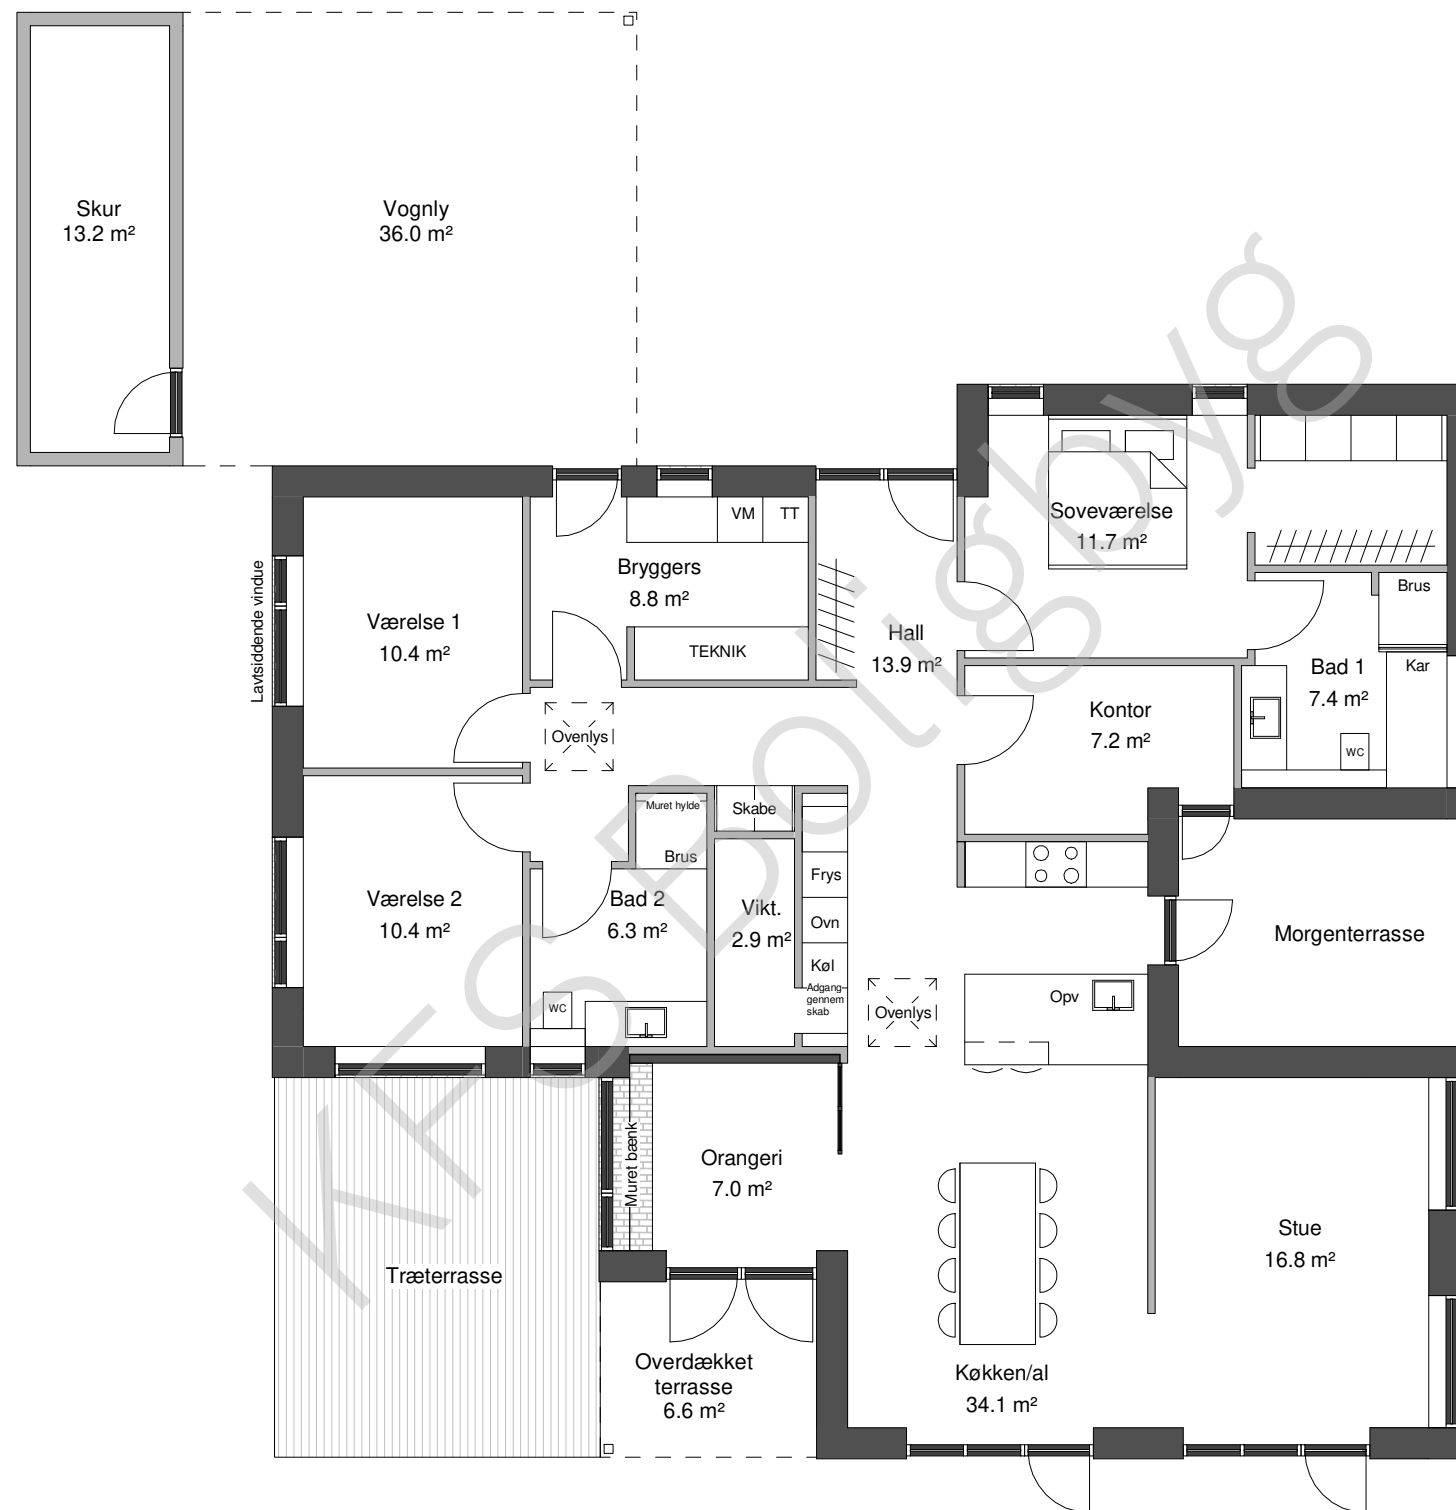 Skur
13.2 m²
Vognly
36.0 m²
Lavtsiddende vindue
Værelse 1
10.4 m²
Bryggers
8.8 m²
VM
TT
TEKNIK
Hall
13.9 m²
Soveværelse
11.7 m²
Brus
Kar
Bad 1
7.4 m²
WC
Kontor
7.2 m²
Ovenlys
Værelse 2
10.4 m²
Muret hylde
Brus
Bad 2
6.3 m²
WC
Skabe
Vikt.
2.9 m²
Frys
Ovn
Køl
Adgang
gennem
skab
Ovenlys
Opv
Morgenterrasse
Muret bænk
Orangeri
7.0 m²
Træterrasse
Overdækket
terrasse
6.6 m²
Køkken/al
34.1 m²
Stue
16.8 m²
KFS Boligbyg